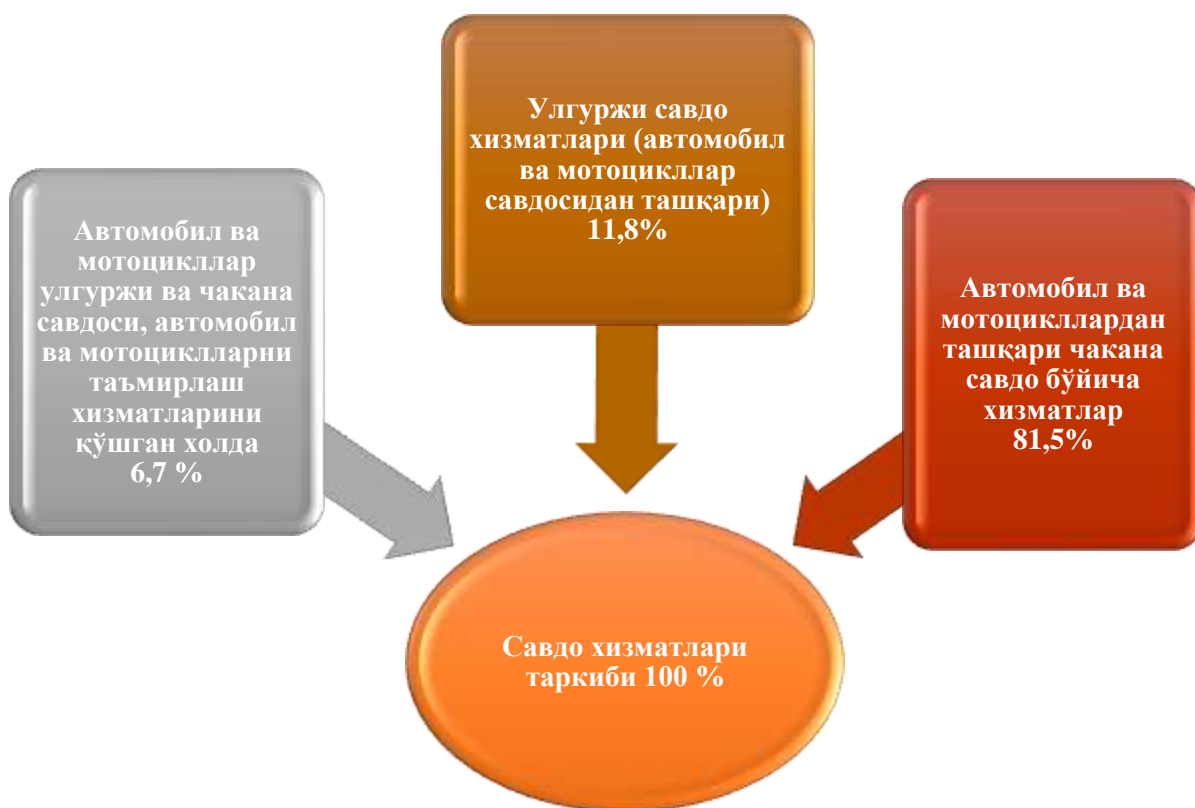 Автомобил ва
мотоцикллар
улгуржи ва чакана
савдоси, автомобил
ва мотоциклларни
таъмирлаш
хизматларини
қўшган холда
6,7 %
Улгуржи савдо
хизматлари (автомобил
ва мотоцикллар
савдосидан ташқари)
11,8%
Автомобил ва
мотоцикллардан
ташқари чакана
савдо бўйича
хизматлар
81,5%
Савдо хизматлари
таркиби 100 %